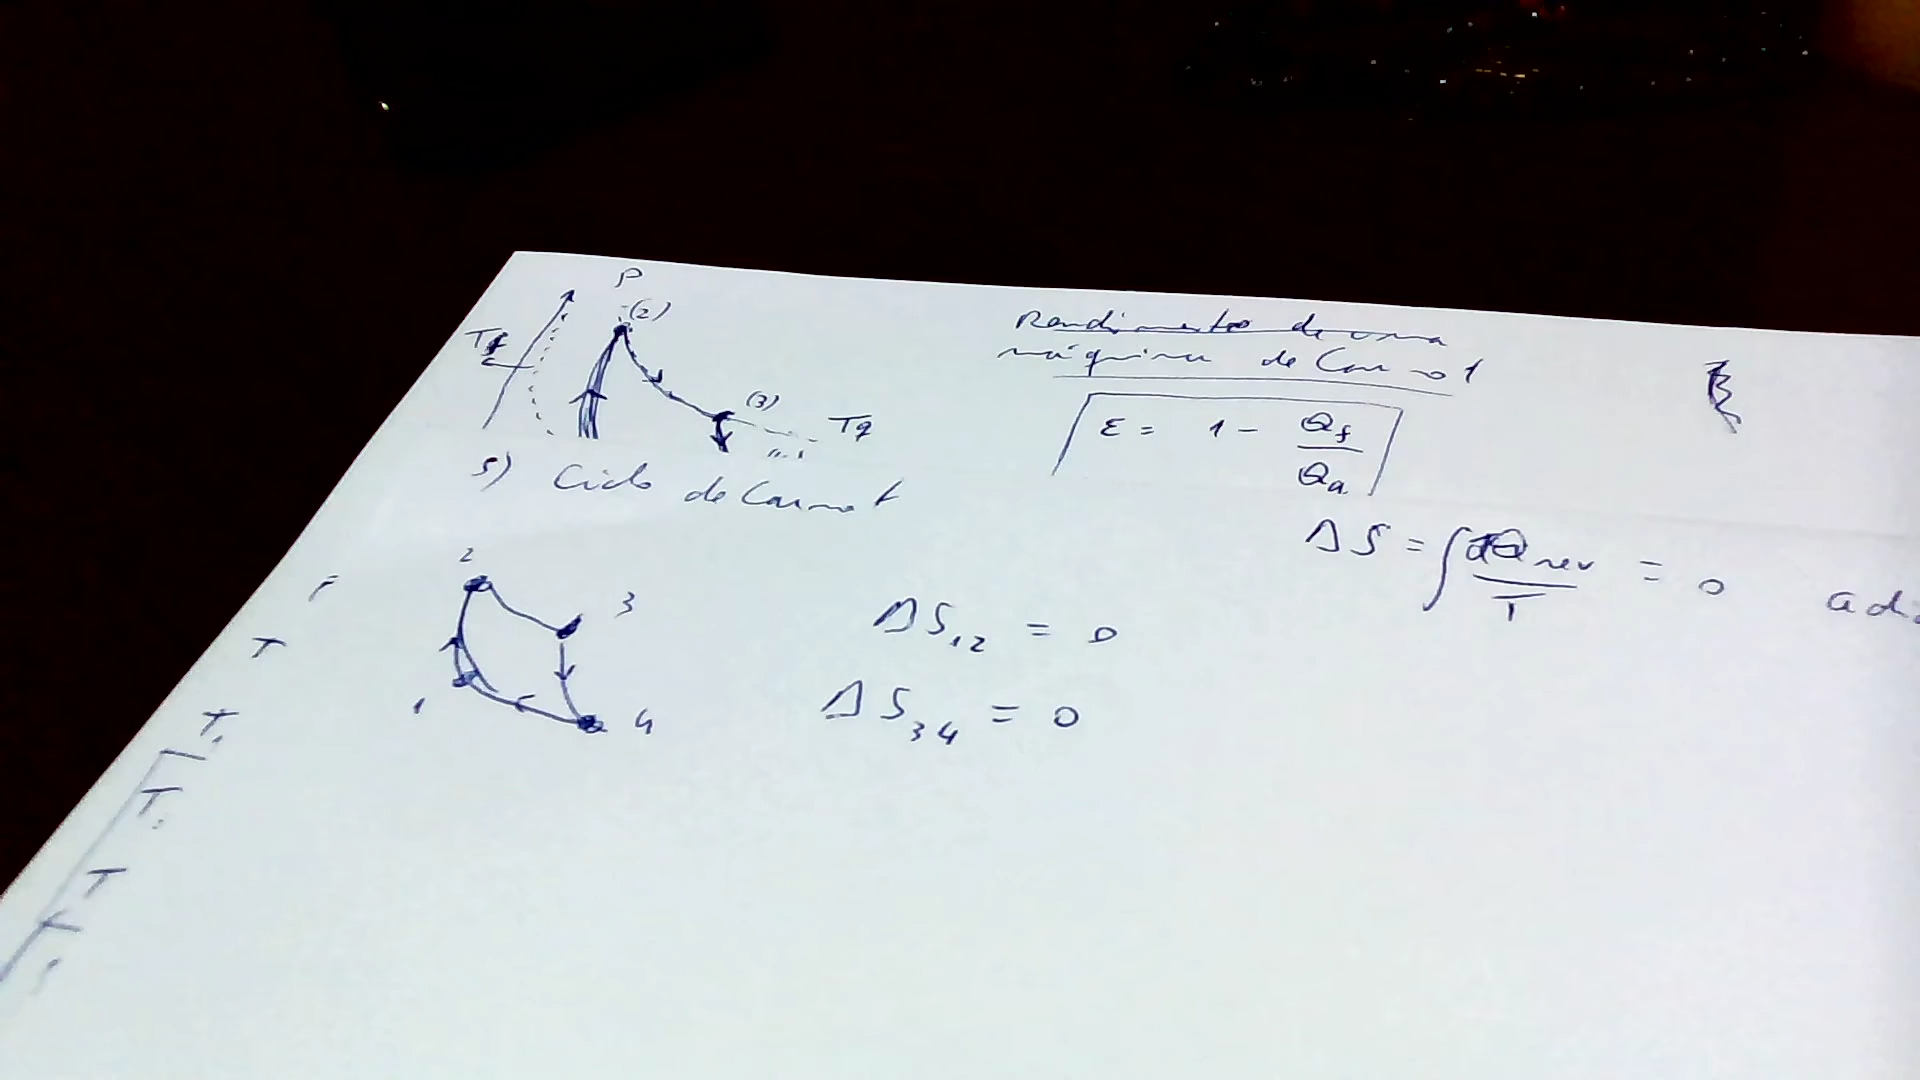 P
(2)
(3)
Tq
Rendimento de uma
máquina de Carnot
ε = 1 - Qf / Qa
5) Ciclo de Carnot
ΔS = ∫ dQrev / T = 0 adi
2
3
1
4
ΔS12 = 0
ΔS34 = 0
T
T